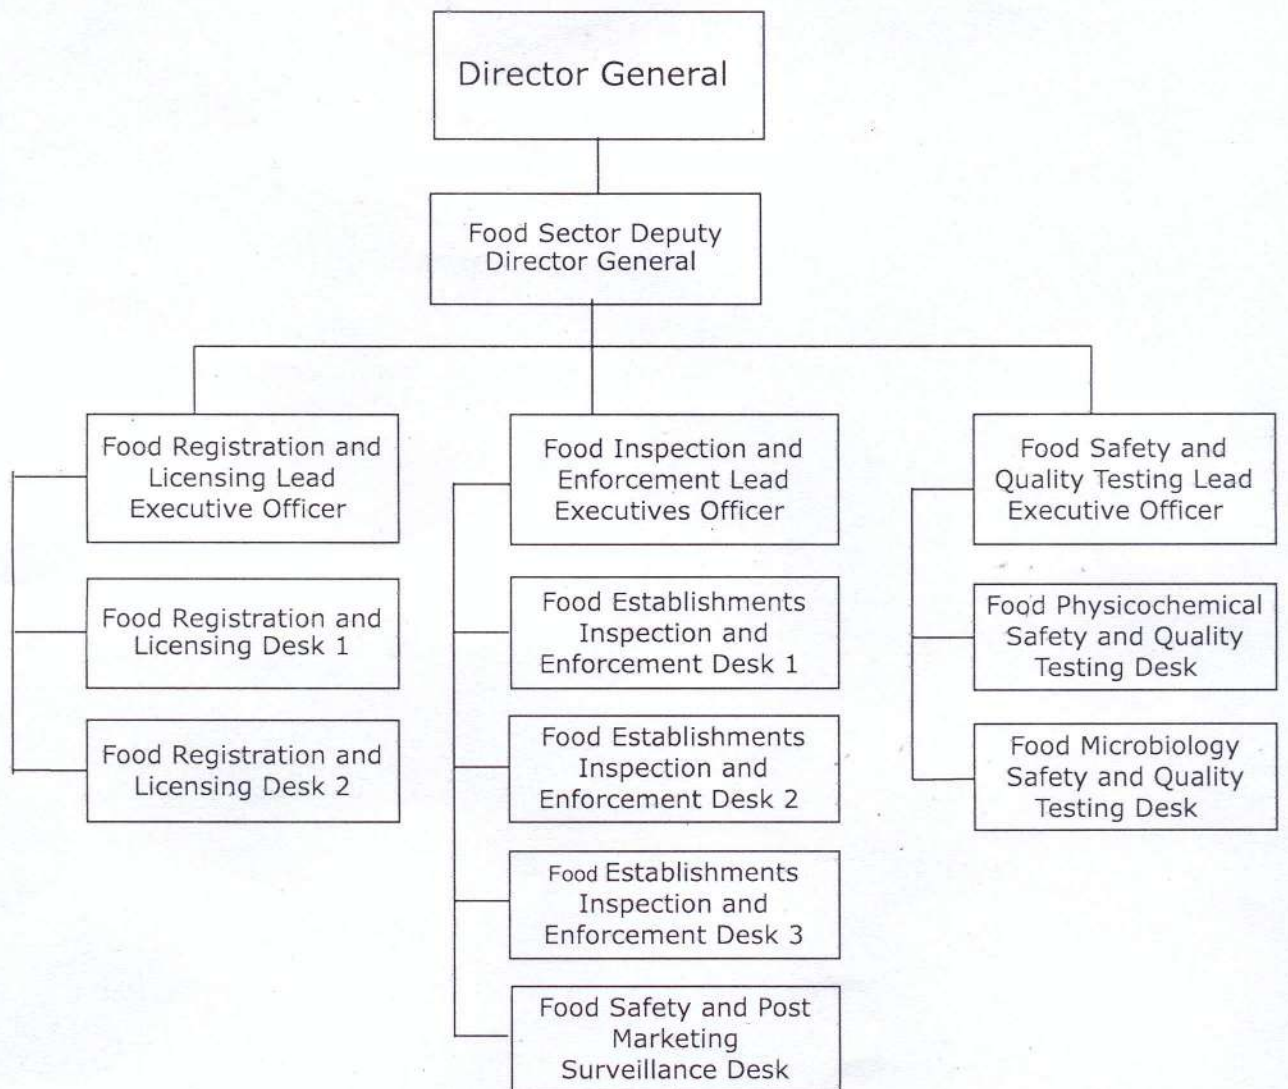 Director General
Food Sector Deputy
Director General
Food Registration and
Licensing Lead
Executive Officer
Food Registration and
Licensing Desk 1
Food Registration and
Licensing Desk 2
Food Inspection and
Enforcement Lead
Executives Officer
Food Establishments
Inspection and
Enforcement Desk 1
Food Establishments
Inspection and
Enforcement Desk 2
Food Establishments
Inspection and
Enforcement Desk 3
Food Safety and Post
Marketing
Surveillance Desk
Food Safety and
Quality Testing Lead
Executive Officer
Food Physicochemical
Safety and Quality
Testing Desk
Food Microbiology
Safety and Quality
Testing Desk